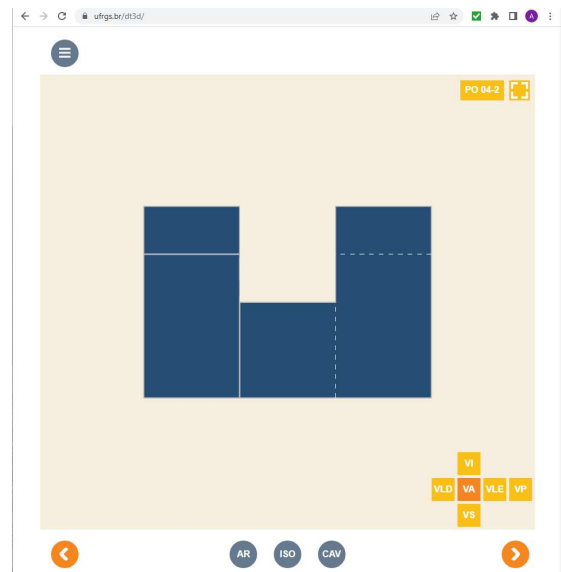 ufrgs.br/dt3d/
A
PO 04-2
VI
VLD VA VLE VP
VS
AR ISO CAV